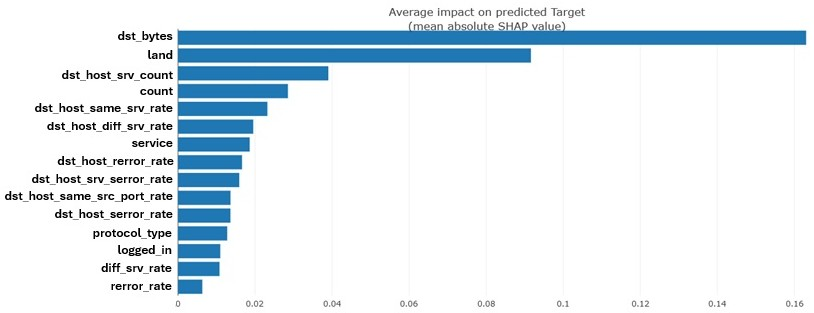 Average impact on predicted Target
(mean absolute SHAP value)
dst_bytes
land
dst_host_srv_count
count
dst_host_same_srv_rate
dst_host_diff_srv_rate
service
dst_host_rerror_rate
dst_host_srv_serror_rate
dst_host_same_src_port_rate
dst_host_serror_rate
protocol_type
logged_in
diff_srv_rate
rerror_rate
0 0.02 0.04 0.06 0.08 0.1 0.12 0.14 0.16